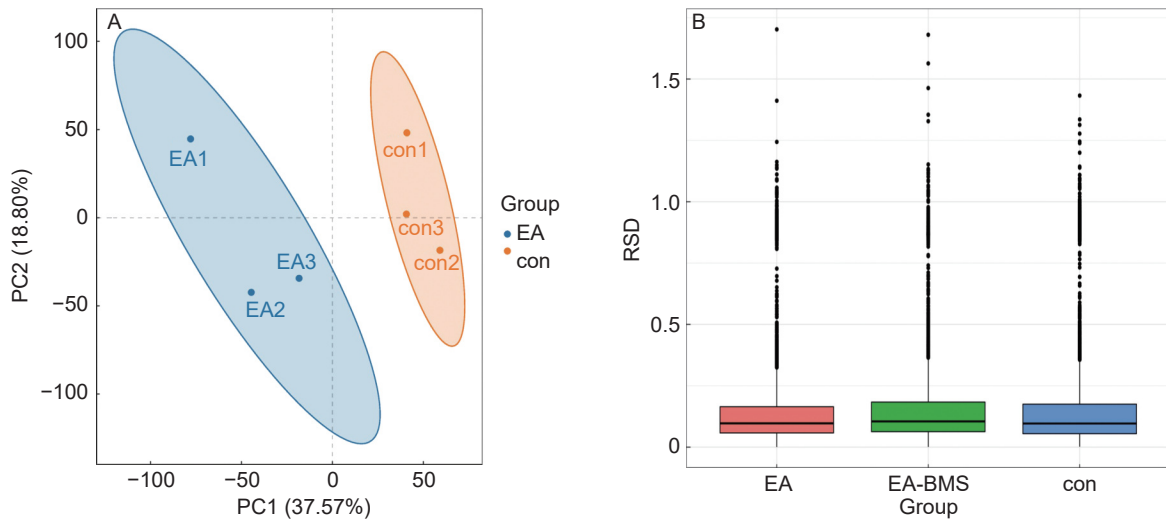 A
100
50
0
−50
−100
PC2 (18.80%)
EA1
EA3
EA2
con1
con3
con2
−100
−50
0
50
PC1 (37.57%)
Group
EA
con
B
1.5
1.0
0.5
0
RSD
EA
EA-BMS
con
Group